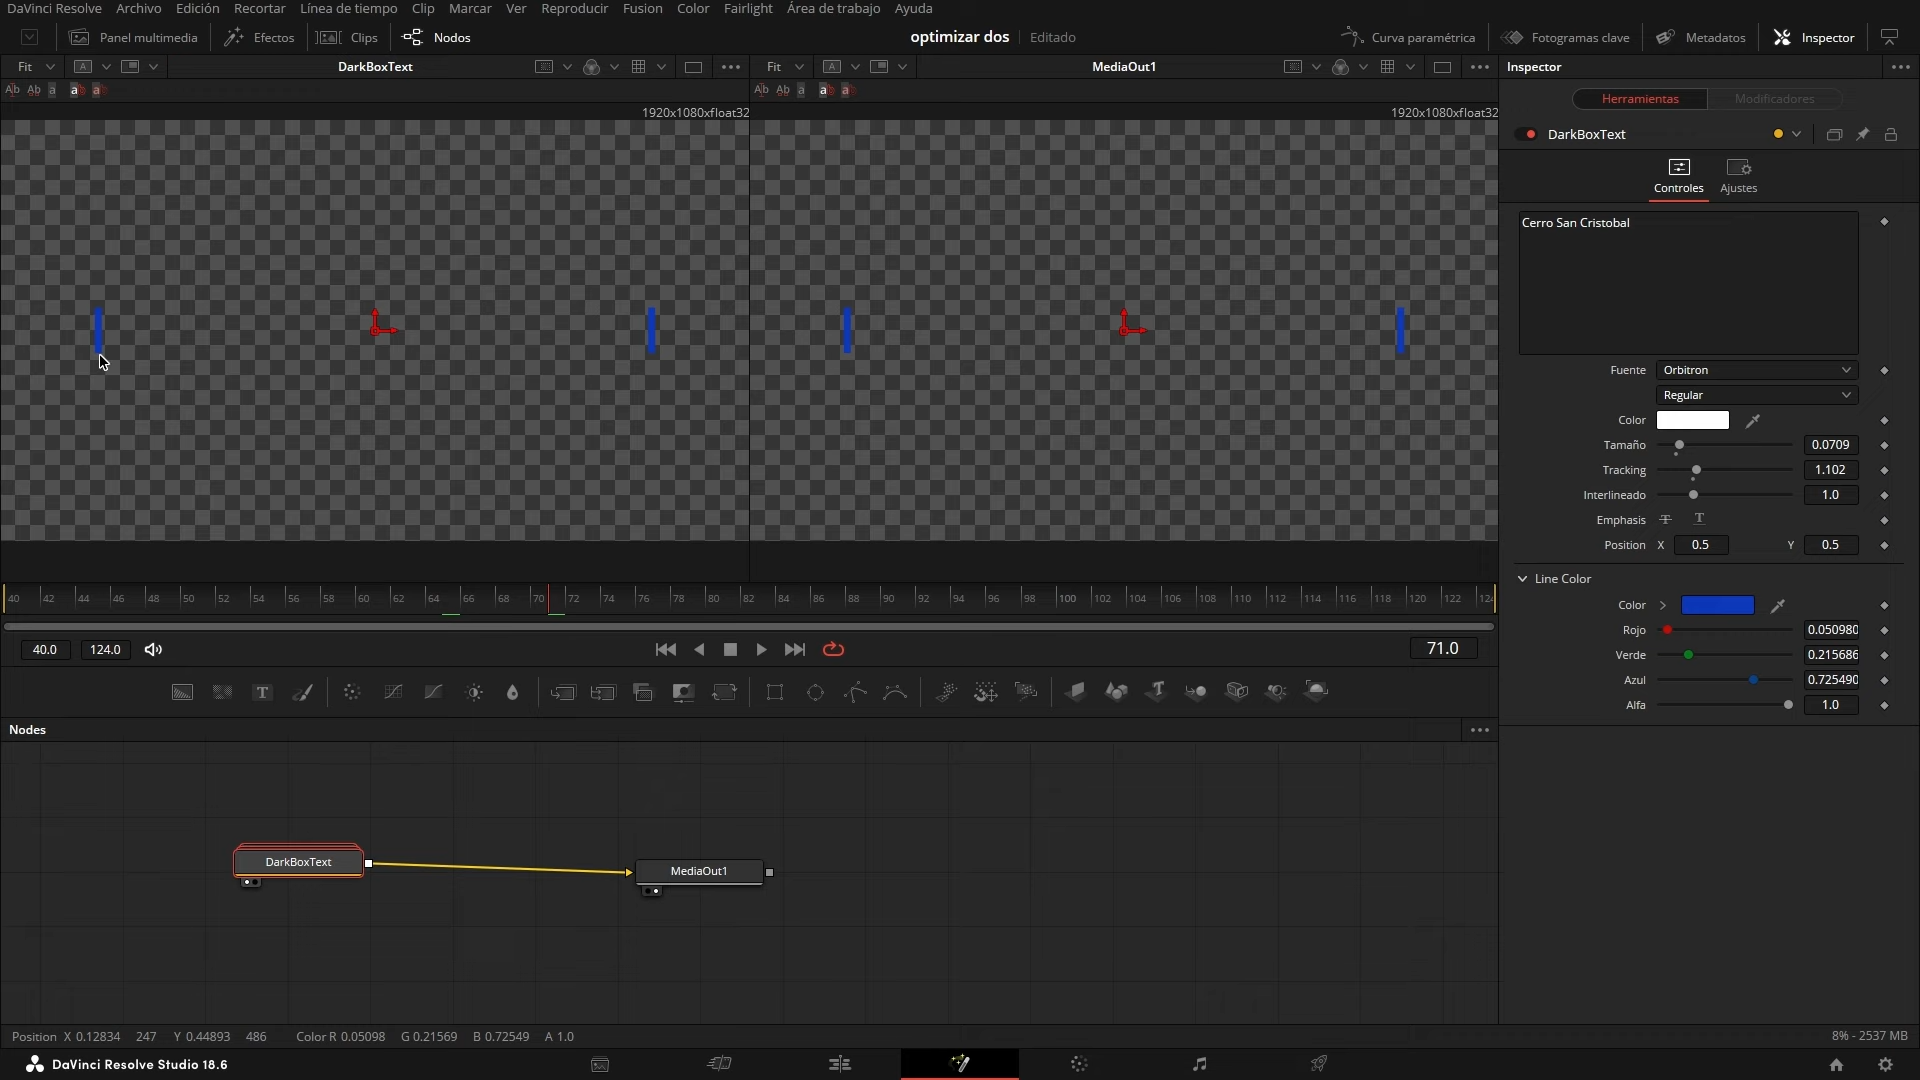 DaVinci Resolve Archivo Edición Recortar Línea de tiempo Clip Marcar Ver Reproducir Fusion Color Fairlight Área de trabajo Ayuda
Panel multimedia Efectos Clips Nodos optimizar dos Editado Curva paramétrica Fotogramas clave Metadatos Inspector
Fit A DarkBoxText Fit A MediaOut1 Inspector
Ab Ab a a a Ab Ab a a a
Herramientas Modificadores
1920x1080xfloat32 1920x1080xfloat32
DarkBoxText
Controles Ajustes
Cerro San Cristobal
Fuente Orbitron
Regular
Color
Tamaño 0.0709
Tracking 1.102
Interlineado 1.0
Emphasis T T
Position X 0.5 Y 0.5
Line Color
Color
Rojo 0.050980
Verde 0.215686
Azul 0.725490
Alfa 1.0
40 42 44 46 48 50 52 54 56 58 60 62 64 66 68 70 72 74 76 78 80 82 84 86 88 90 92 94 96 98 100 102 104 106 108 110 112 114 116 118 120 122 124
40.0 124.0 71.0
T T
Nodes
DarkBoxText
MediaOut1
Position X 0.12834 247 Y 0.44893 486 Color R 0.05098 G 0.21569 B 0.72549 A 1.0 8% - 2537 MB
DaVinci Resolve Studio 18.6